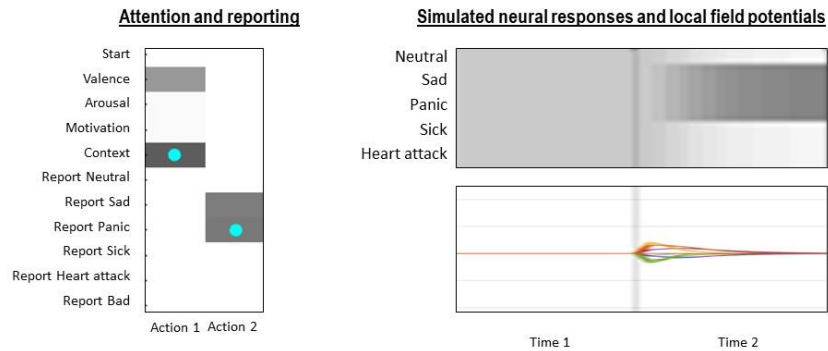 Attention and reporting
Start
Valence
Arousal
Motivation
Context
Report Neutral
Report Sad
Report Panic
Report Sick
Report Heart attack
Report Bad
Action 1 Action 2
Simulated neural responses and local field potentials
Neutral
Sad
Panic
Sick
Heart attack
Time 1 Time 2